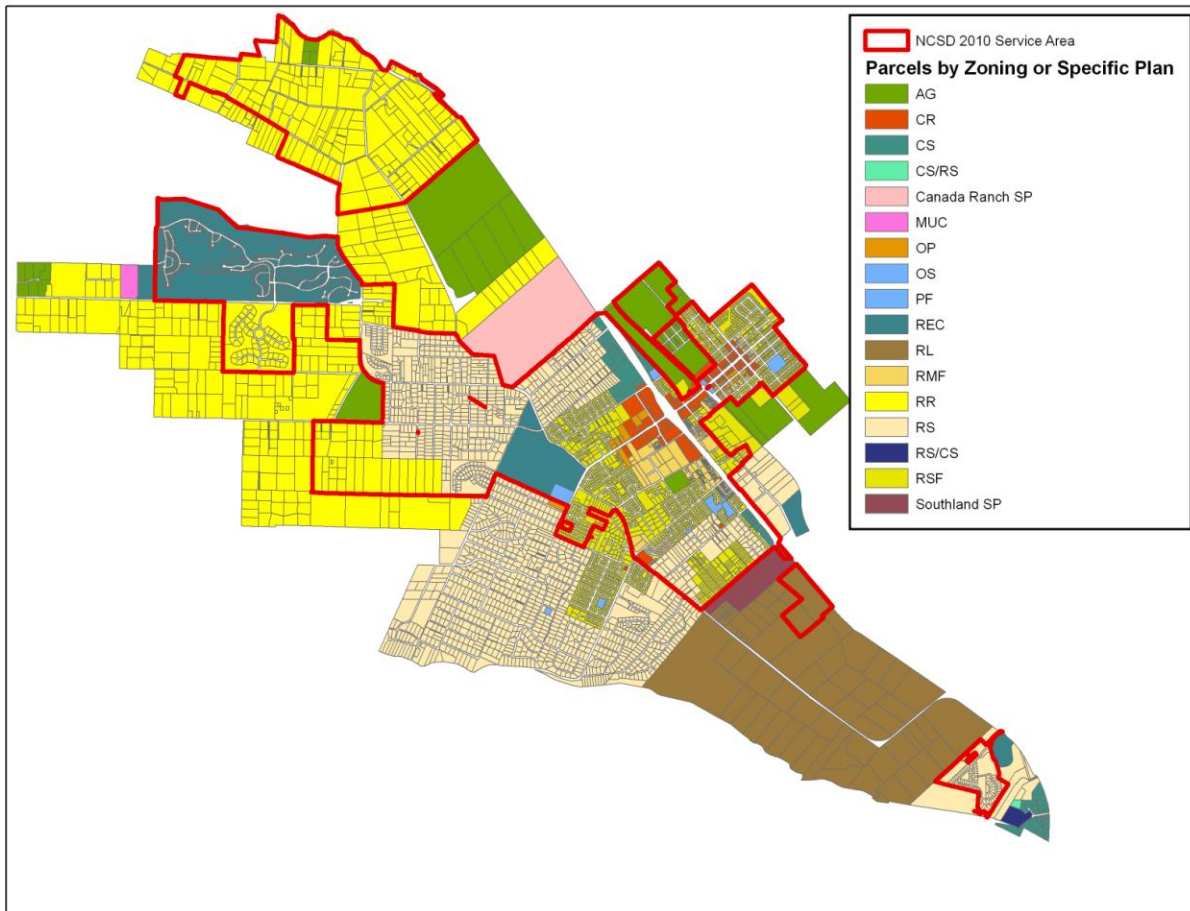 NCSD 2010 Service Area
Parcels by Zoning or Specific Plan
AG
CR
CS
CS/RS
Canada Ranch SP
MUC
OP
OS
PF
REC
RL
RMF
RR
RS
RS/CS
RSF
Southland SP